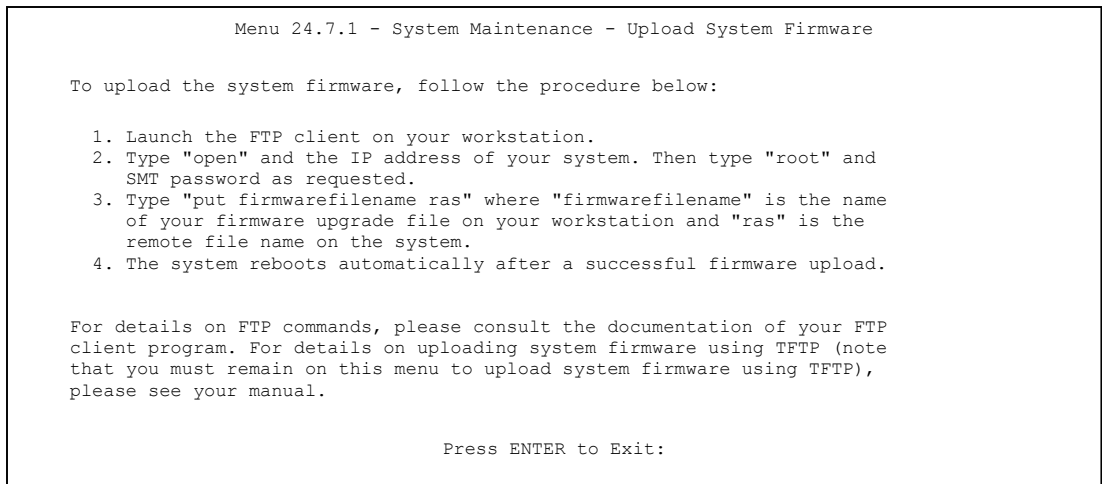 Menu 24.7.1 - System Maintenance - Upload System Firmware
To upload the system firmware, follow the procedure below:
1. Launch the FTP client on your workstation.
2. Type "open" and the IP address of your system. Then type "root" and
SMT password as requested.
3. Type "put firmwarefilename ras" where "firmwarefilename" is the name
of your firmware upgrade file on your workstation and "ras" is the
remote file name on the system.
4. The system reboots automatically after a successful firmware upload.
For details on FTP commands, please consult the documentation of your FTP
client program. For details on uploading system firmware using TFTP (note
that you must remain on this menu to upload system firmware using TFTP),
please see your manual.
Press ENTER to Exit: